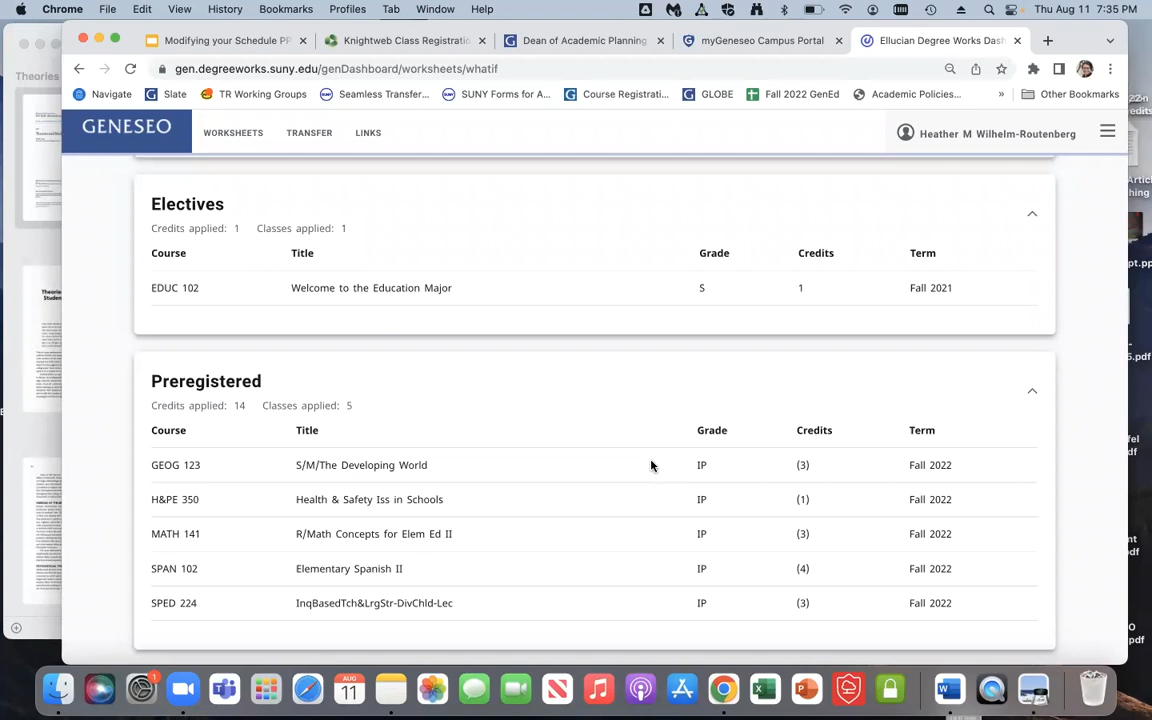 Chrome File Edit View History Bookmarks Profiles Tab Window Help Thu Aug 11 7:35 PM
Modifying your Schedule PP Knightweb Class Registratio Dean of Academic Planning myGeneseo Campus Portal Ellucian Degree Works Dash
gen.degreeworks.suny.edu/genDashboard/worksheets/whatif
Navigate Slate TR Working Groups Seamless Transfer... SUNY Forms for A... Course Registrati... GLOBE Fall 2022 GenEd Academic Policies... » Other Bookmarks
Theories
GENESEO WORKSHEETS TRANSFER LINKS Heather M Wilhelm-Routenberg
Electives
Credits applied: 1 Classes applied: 1
Course Title Grade Credits Term
EDUC 102 Welcome to the Education Major S 1 Fall 2021
Preregistered
Credits applied: 14 Classes applied: 5
Course Title Grade Credits Term
GEOG 123 S/M/The Developing World IP (3) Fall 2022
H&PE 350 Health & Safety Iss in Schools IP (1) Fall 2022
MATH 141 R/Math Concepts for Elem Ed II IP (3) Fall 2022
SPAN 102 Elementary Spanish II IP (4) Fall 2022
SPED 224 InqBasedTch&LrgStr-DivChld-Lec IP (3) Fall 2022
AUG
11
1